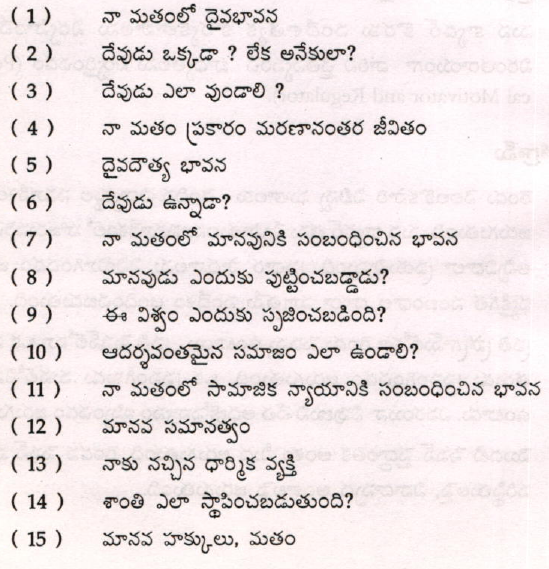 ( 1 ) నా మతంలో దైవభావన
( 2 ) దేవుడు ఒక్కడా ? లేక అనేకులా?
( 3 ) దేవుడు ఎలా వుండాలి ?
( 4 ) నా మతం ప్రకారం మరణానంతర జీవితం
( 5 ) దైవదౌత్య భావన
( 6 ) దేవుడు ఉన్నాడా?
( 7 ) నా మతంలో మానవునికి సంబంధించిన భావన
( 8 ) మానవుడు ఎందుకు పుట్టించబడ్డాడు?
( 9 ) ఈ విశ్వం ఎందుకు సృజించబడింది?
( 10 ) ఆదర్శవంతమైన సమాజం ఎలా ఉండాలి?
( 11 ) నా మతంలో సామాజిక న్యాయానికి సంబంధించిన భావన
( 12 ) మానవ సమానత్వం
( 13 ) నాకు నచ్చిన ధార్మిక వ్యక్తి
( 14 ) శాంతి ఎలా స్థాపించబడుతుంది?
( 15 ) మానవ హక్కులు, మతం